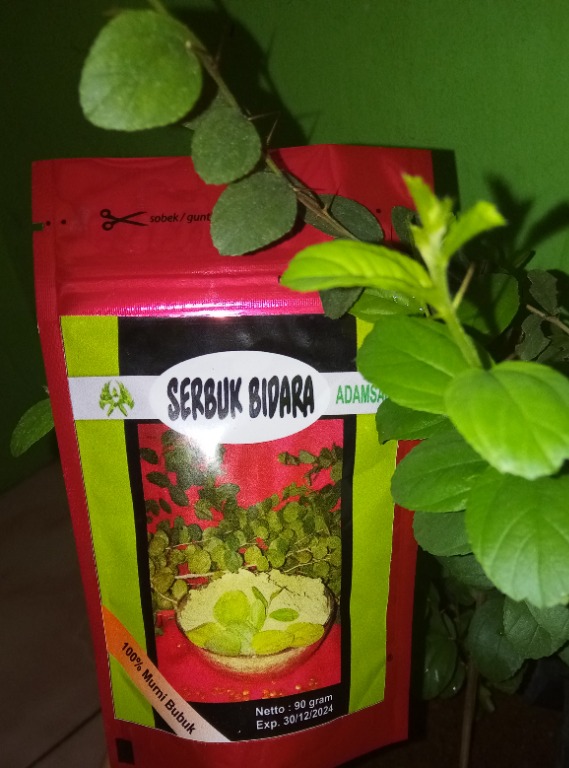 sobek / gunt
SERBUK BIDARA
ADAMSA
100% Murni Bubuk
Netto : 90 gram
Exp. 30/12/2024